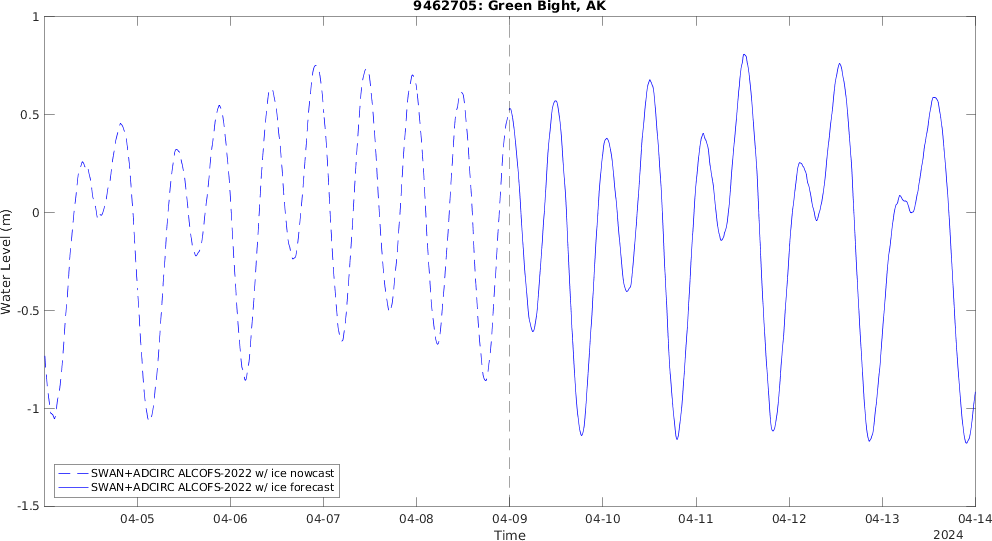 9462705: Green Bight, AK
Water Level (m)
1
0.5
0
-0.5
-1
-1.5
SWAN+ADCIRC ALCOFS-2022 w/ ice nowcast
SWAN+ADCIRC ALCOFS-2022 w/ ice forecast
04-05 04-06 04-07 04-08 04-09 04-10 04-11 04-12 04-13 04-14
Time
2024